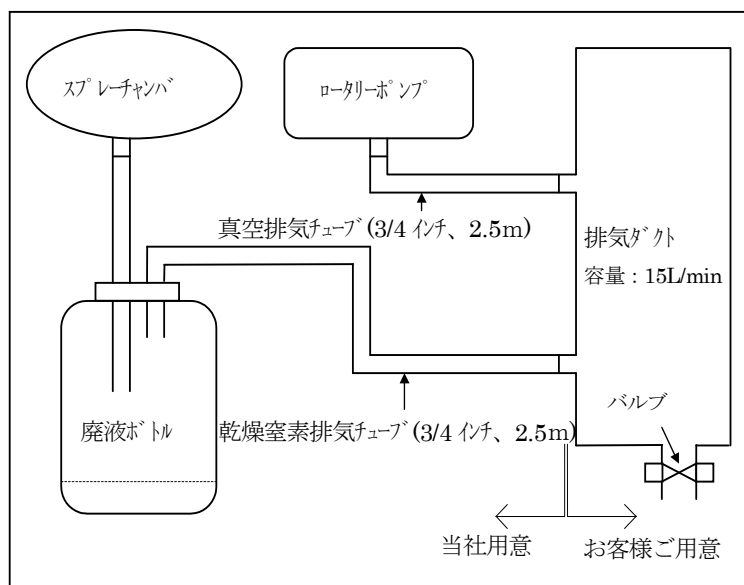 スプレーチャンバ
ロータリーポンプ
真空排気チューブ(3/4 インチ、2.5m)
排気ダクト
容量：15L/min
バルブ
廃液ボトル
乾燥窒素排気チューブ(3/4 インチ、2.5m)
当社用意
お客様ご用意